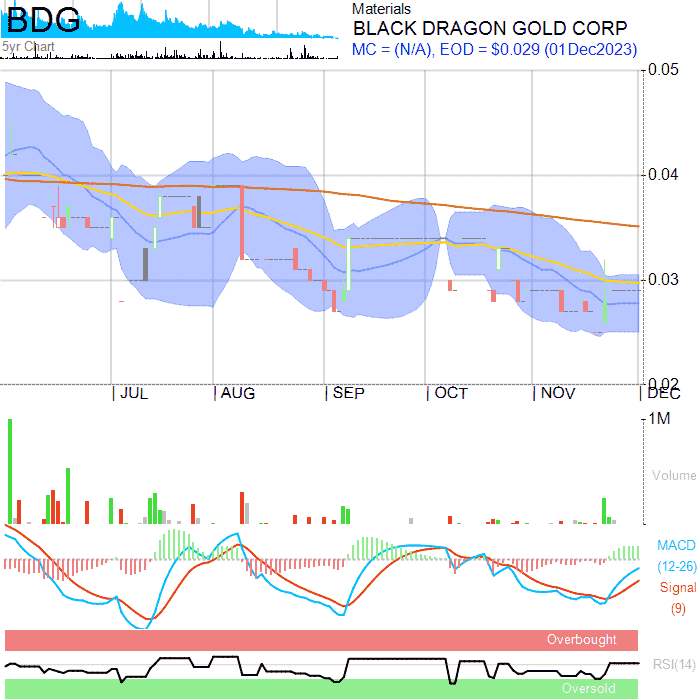 BDG
5yr Chart
Materials
BLACK DRAGON GOLD CORP
MC = (N/A), EOD = $0.029 (01Dec2023)
0.05
0.04
0.03
0.02
JUL AUG SEP OCT NOV DEC
1M
Volume
MACD
(12-26)
Signal
(9)
Overbought
RSI(14)
Oversold